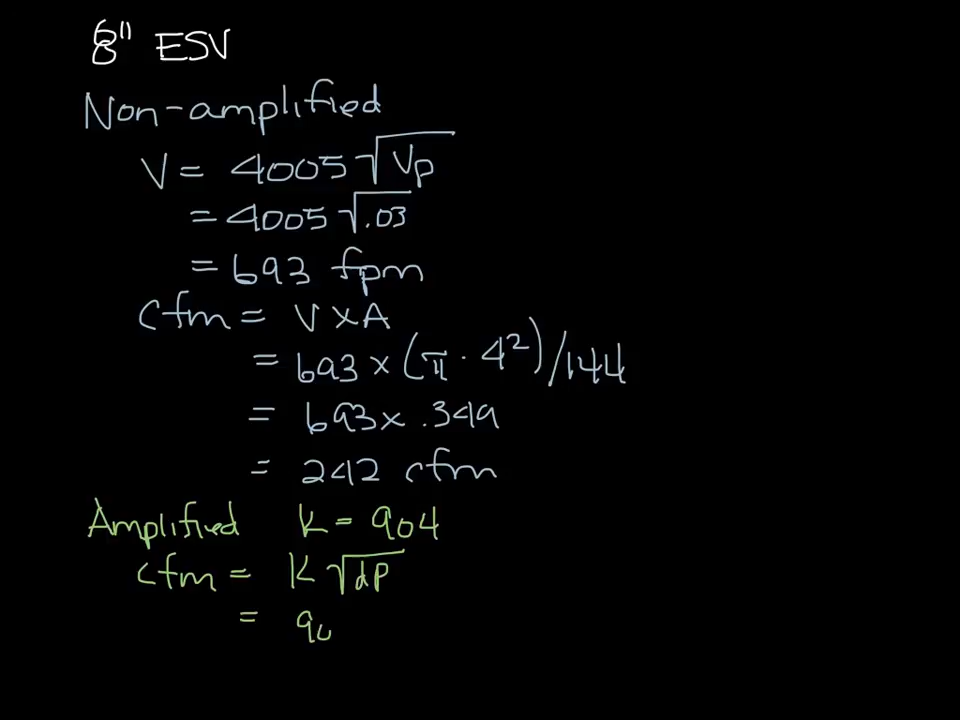 8" ESV
Non-amplified
V = 4005 √Vp
= 4005 √.03
= 693 fpm
Cfm = V x A
= 693 x (π · 4²) / 144
= 693 x .349
= 242 cfm
Amplified K = 904
Cfm = K √dP
= 90